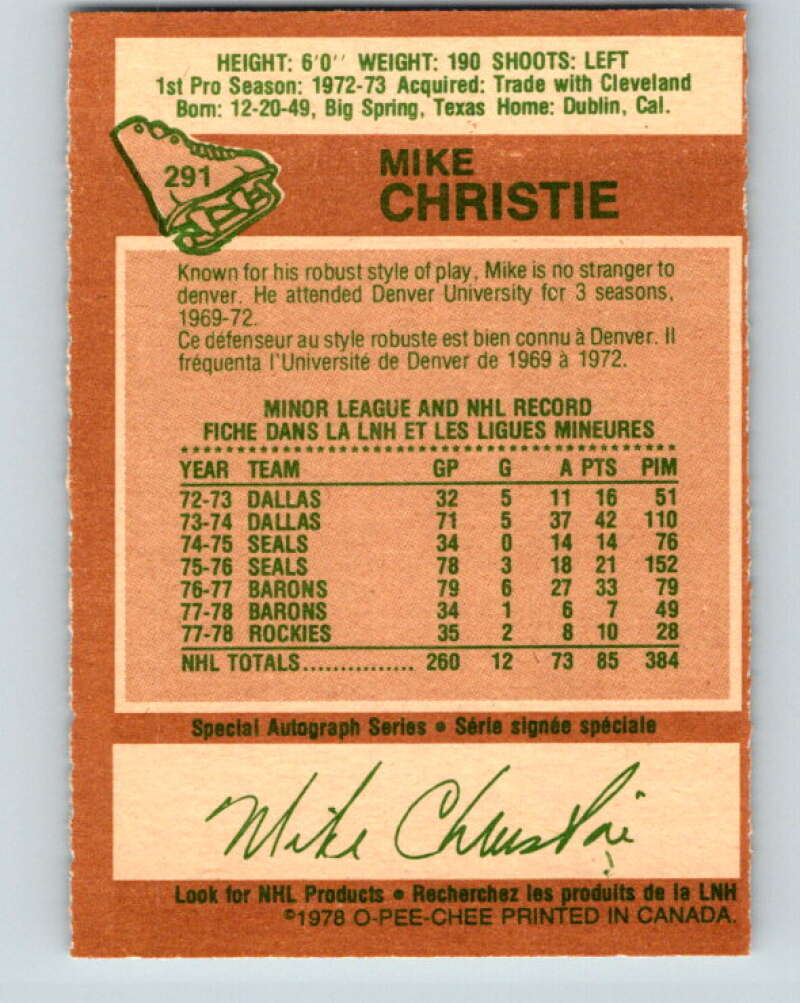 HEIGHT: 6'0'' WEIGHT: 190 SHOOTS: LEFT
1st Pro Season: 1972-73 Acquired: Trade with Cleveland
Born: 12-20-49, Big Spring, Texas Home: Dublin, Cal.
291
MIKE
CHRISTIE
Known for his robust style of play, Mike is no stranger to
denver. He attended Denver University for 3 seasons,
1969-72.
Ce défenseur au style robuste est bien connu à Denver. Il
fréquenta l'Université de Denver de 1969 à 1972.
MINOR LEAGUE AND NHL RECORD
FICHE DANS LA LNH ET LES LIGUES MINEURES
YEAR TEAM GP G A PTS PIM
72-73 DALLAS 32 5 11 16 51
73-74 DALLAS 71 5 37 42 110
74-75 SEALS 34 0 14 14 76
75-76 SEALS 78 3 18 21 152
76-77 BARONS 79 6 27 33 79
77-78 BARONS 34 1 6 7 49
77-78 ROCKIES 35 2 8 10 28
NHL TOTALS............... 260 12 73 85 384
Special Autograph Series • Série signée spéciale
Mike Christie
Look for NHL Products • Recherchez les produits de la LNH
©1978 O-PEE-CHEE PRINTED IN CANADA.